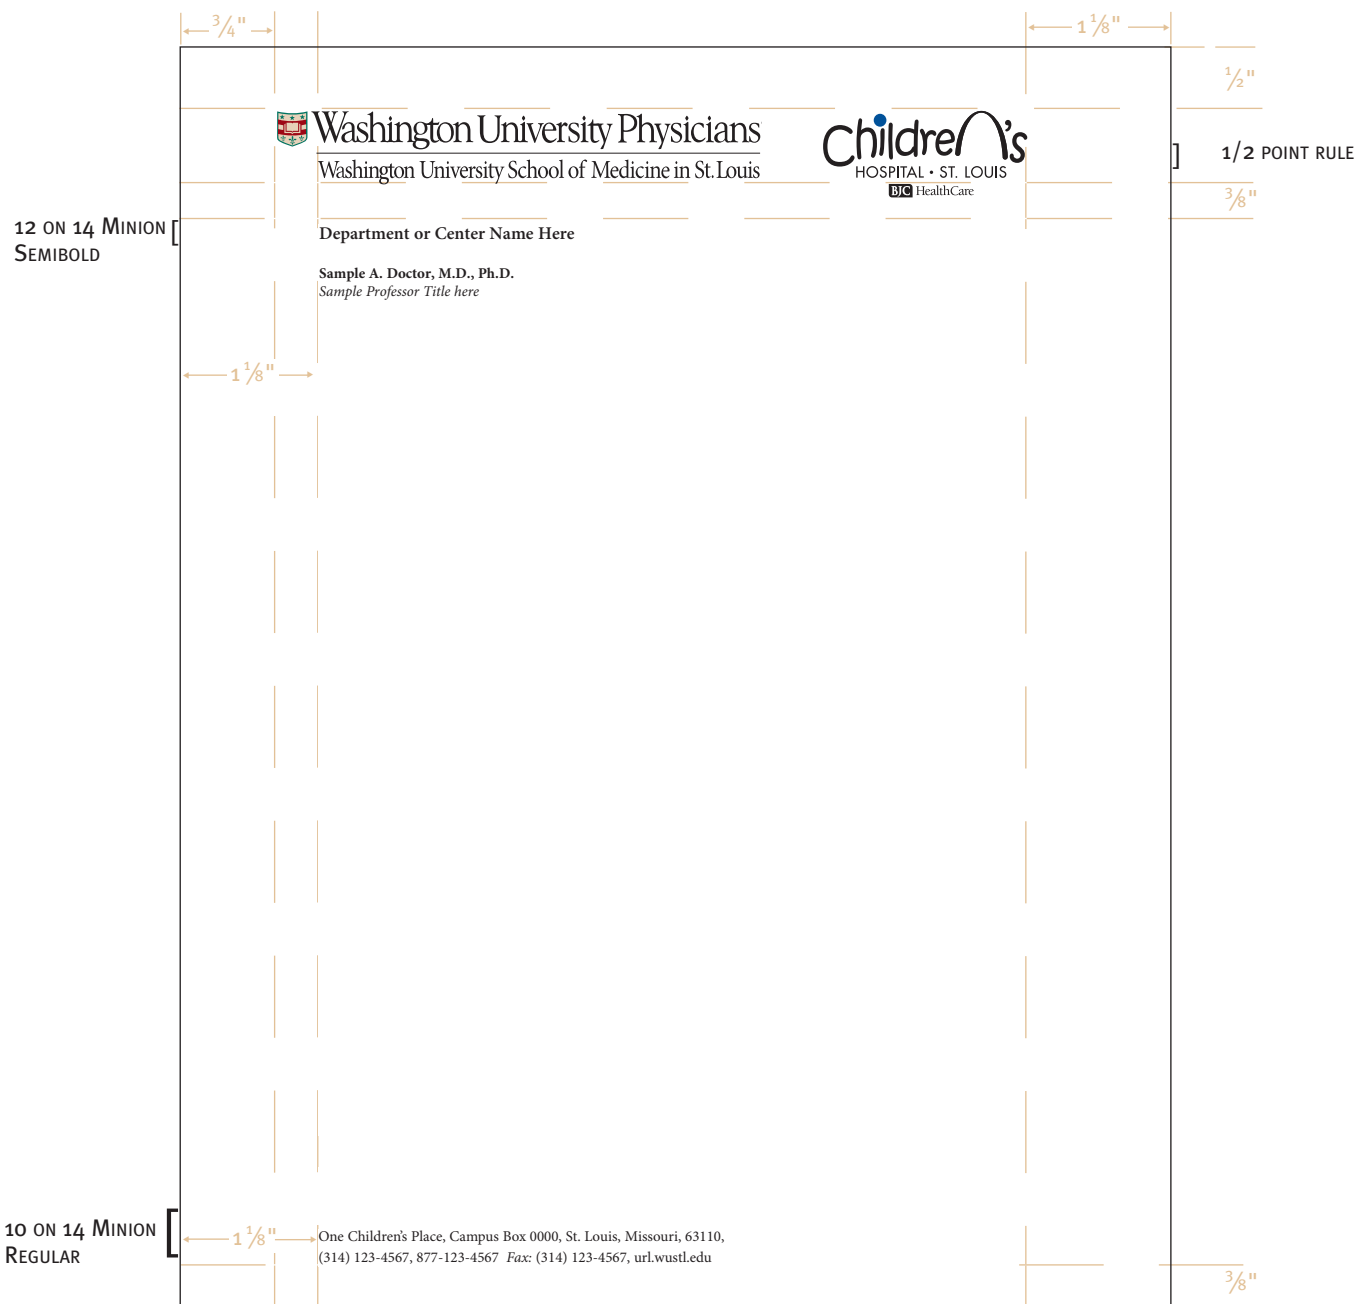 3/4"
1 1/8"
1/2"
Washington University Physicians
Washington University School of Medicine in St. Louis
Children's
HOSPITAL • ST. LOUIS
BJC HealthCare
1/2 POINT RULE
3/8"
12 ON 14 MINION
SEMIBOLD
Department or Center Name Here
Sample A. Doctor, M.D., Ph.D.
Sample Professor Title here
1 1/8"
10 ON 14 MINION
REGULAR
1 1/8"
One Children's Place, Campus Box 0000, St. Louis, Missouri, 63110,
(314) 123-4567, 877-123-4567 Fax: (314) 123-4567, url.wustl.edu
3/8"